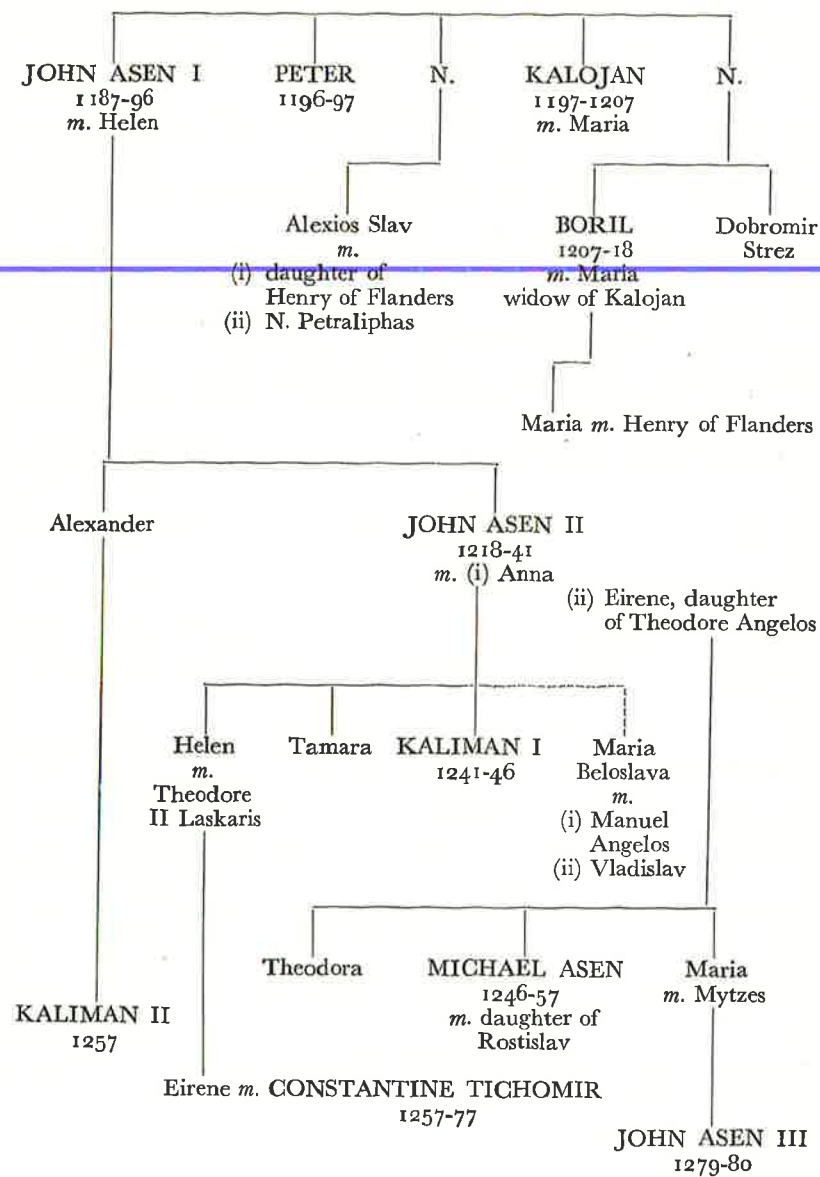 JOHN ASEN I
1187-96
m. Helen
PETER
1196-97
N.
KALOJAN
1197-1207
m. Maria
N.
Alexios Slav
m.
(i) daughter of
Henry of Flanders
(ii) N. Petraliphas
BORIL
1207-18
m. Maria
widow of Kalojan
Dobromir
Strez
Maria m. Henry of Flanders
Alexander
JOHN ASEN II
1218-41
m. (i) Anna
(ii) Eirene, daughter
of Theodore Angelos
Helen
m.
Theodore
II Laskaris
Tamara
KALIMAN I
1241-46
Maria
Beloslava
m.
(i) Manuel
Angelos
(ii) Vladislav
Theodora
MICHAEL ASEN
1246-57
m. daughter of
Rostislav
Maria
m. Mytzes
KALIMAN II
1257
Eirene m. CONSTANTINE TICHOMIR
1257-77
JOHN ASEN III
1279-80